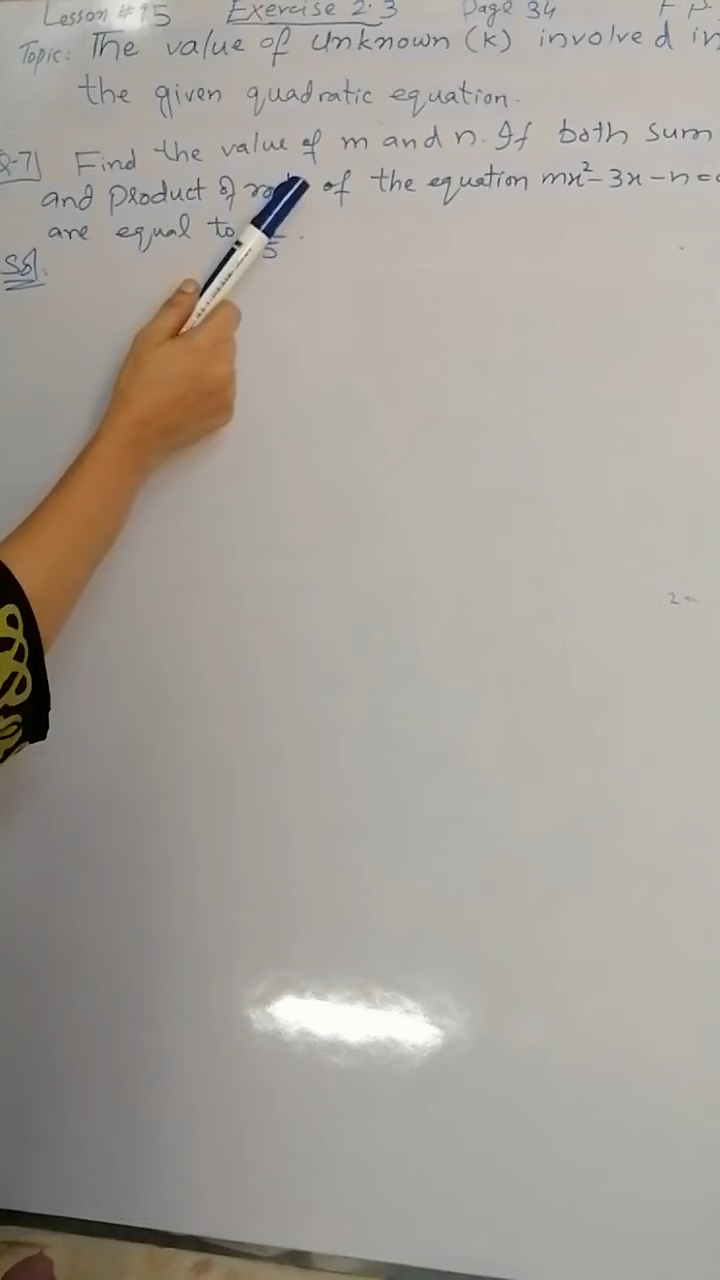 Lesson # 15 Exercise 2.3 Page 34
Topic: The value of unknown (k) involved in
the given quadratic equation.
Q-7) Find the value of m and n. If both sum
and product of of the equation mx²-3x-n=0
are equal to 5.
Sol.